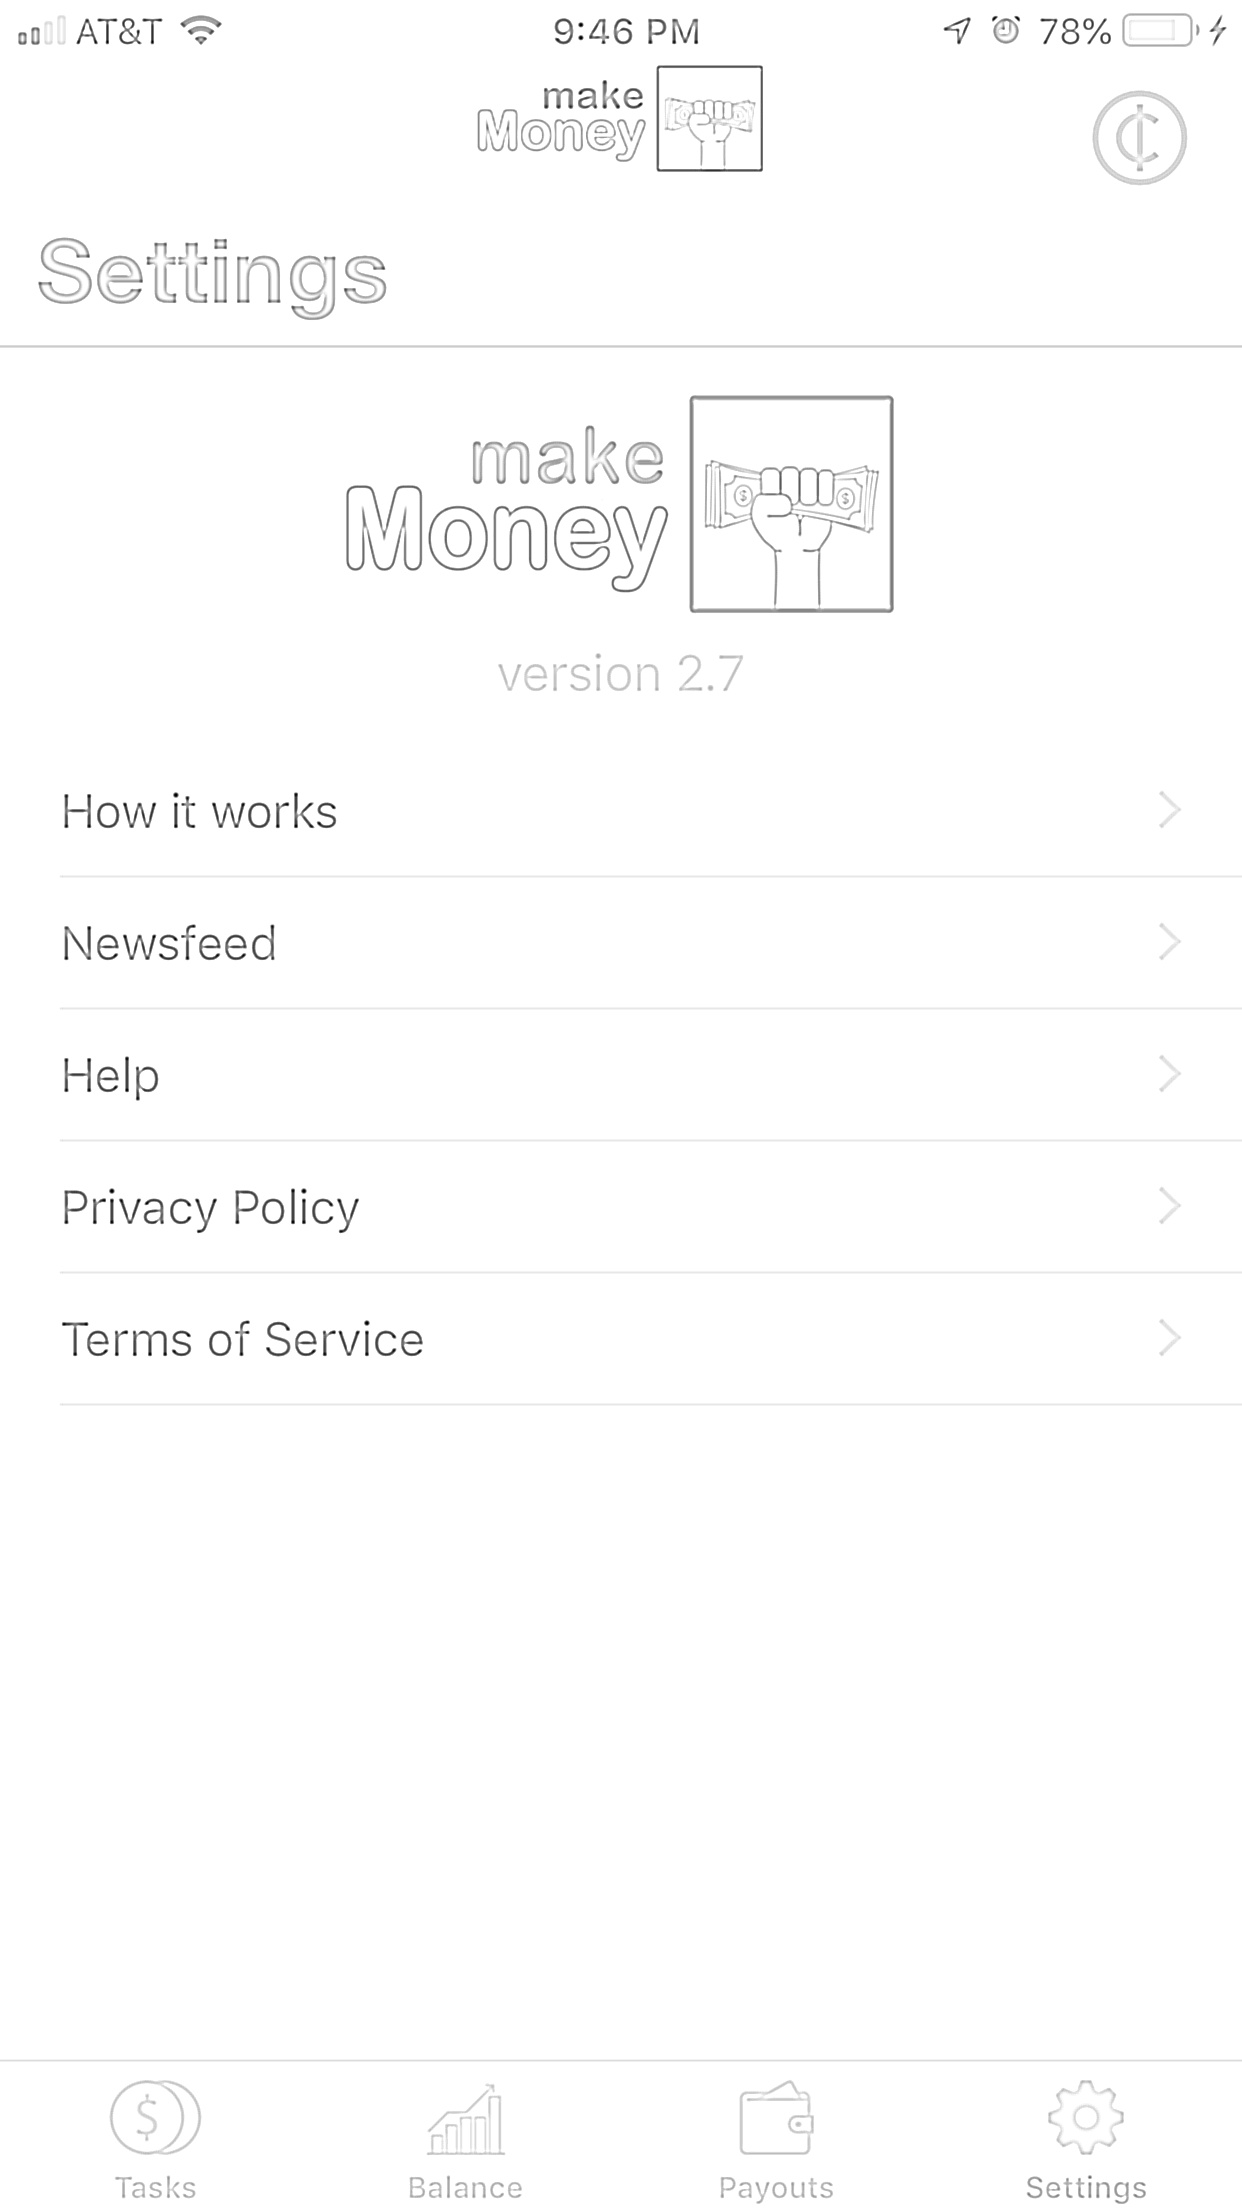 AT&T 9:46 PM 78%
make
Money
¢
Settings
make
Money
$ $
version 2.7
How it works
Newsfeed
Help
Privacy Policy
Terms of Service
$
Tasks Balance Payouts Settings